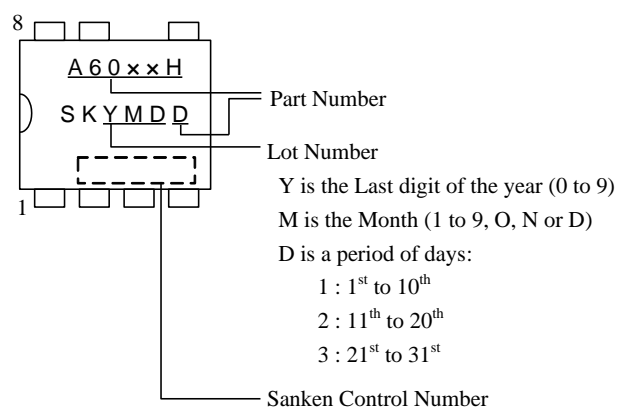 8
A 6 0 × × H
Part Number
S K Y M D D
Lot Number
Y is the Last digit of the year (0 to 9)
1
M is the Month (1 to 9, O, N or D)
D is a period of days:
1 : 1st to 10th
2 : 11th to 20th
3 : 21st to 31st
Sanken Control Number